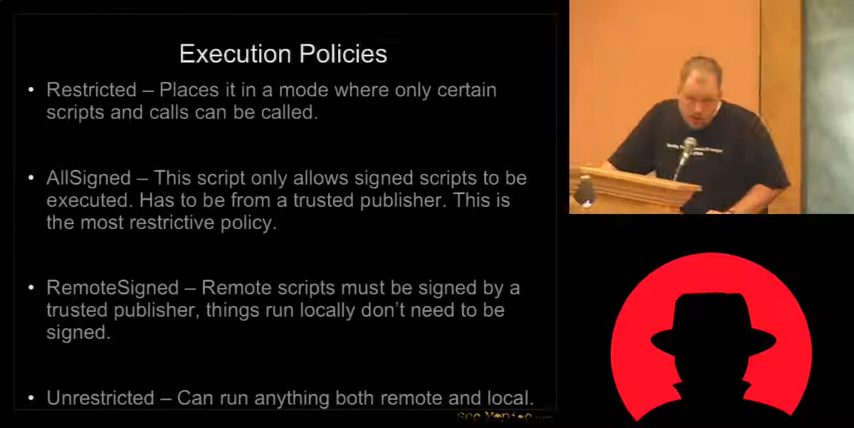 Execution Policies
• Restricted – Places it in a mode where only certain
scripts and calls can be called.
• AllSigned – This script only allows signed scripts to be
executed. Has to be from a trusted publisher. This is
the most restrictive policy.
• RemoteSigned – Remote scripts must be signed by a
trusted publisher, things run locally don't need to be
signed.
• Unrestricted – Can run anything both remote and local.